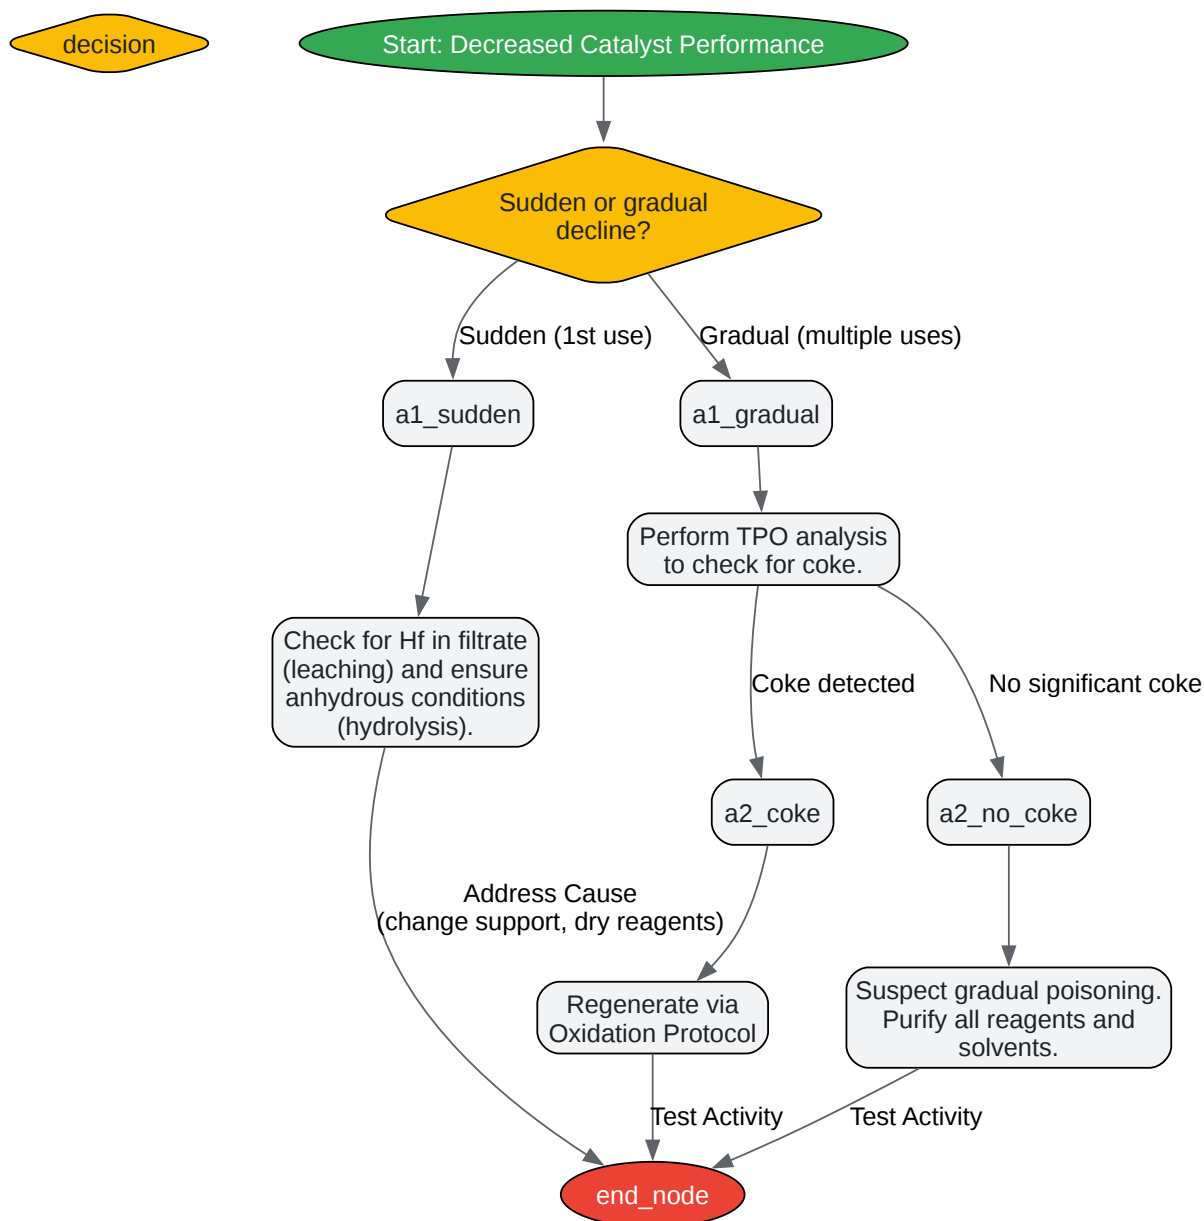 decision
Start: Decreased Catalyst Performance
Sudden or gradual
decline?
Sudden (1st use)
Gradual (multiple uses)
a1_sudden
a1_gradual
Perform TPO analysis
to check for coke.
Check for Hf in filtrate
(leaching) and ensure
anhydrous conditions
(hydrolysis).
Coke detected
No significant coke
a2_coke
a2_no_coke
Address Cause
(change support, dry reagents)
Regenerate via
Oxidation Protocol
Suspect gradual poisoning.
Purify all reagents and
solvents.
Test Activity
Test Activity
end_node